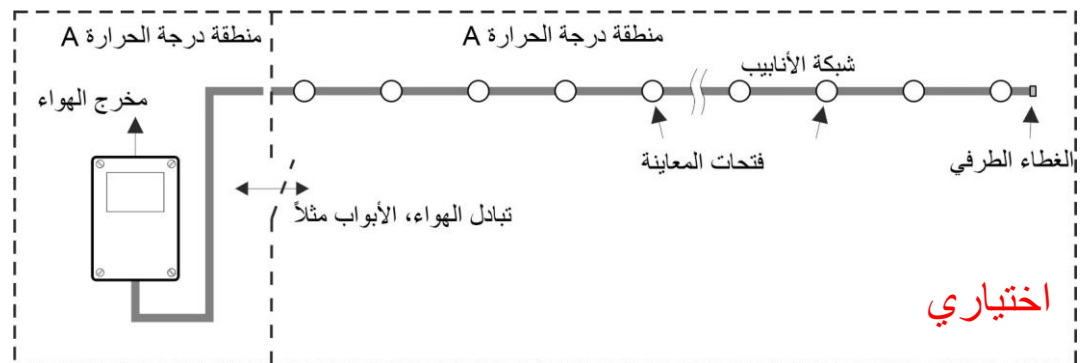 منطقة درجة الحرارة A
منطقة درجة الحرارة A
شبكة الأنابيب
مخرج الهواء
فتحات المعاينة
الغطاء الطرفي
تبادل الهواء، الأبواب مثلاً
اختياري